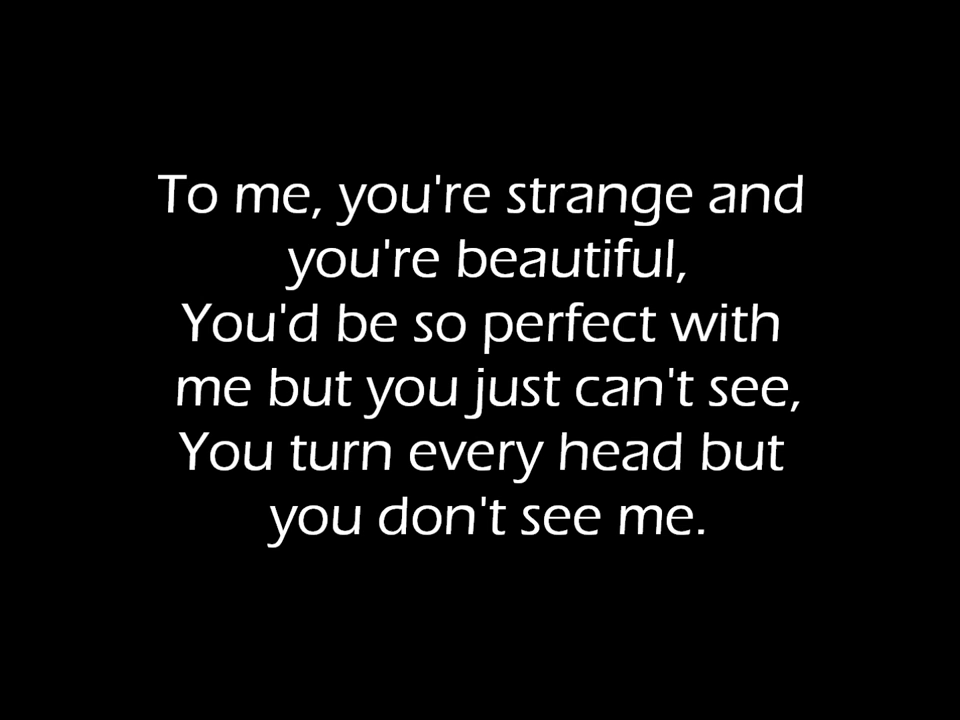 To me, you're strange and
you're beautiful,
You'd be so perfect with
me but you just can't see,
You turn every head but
you don't see me.